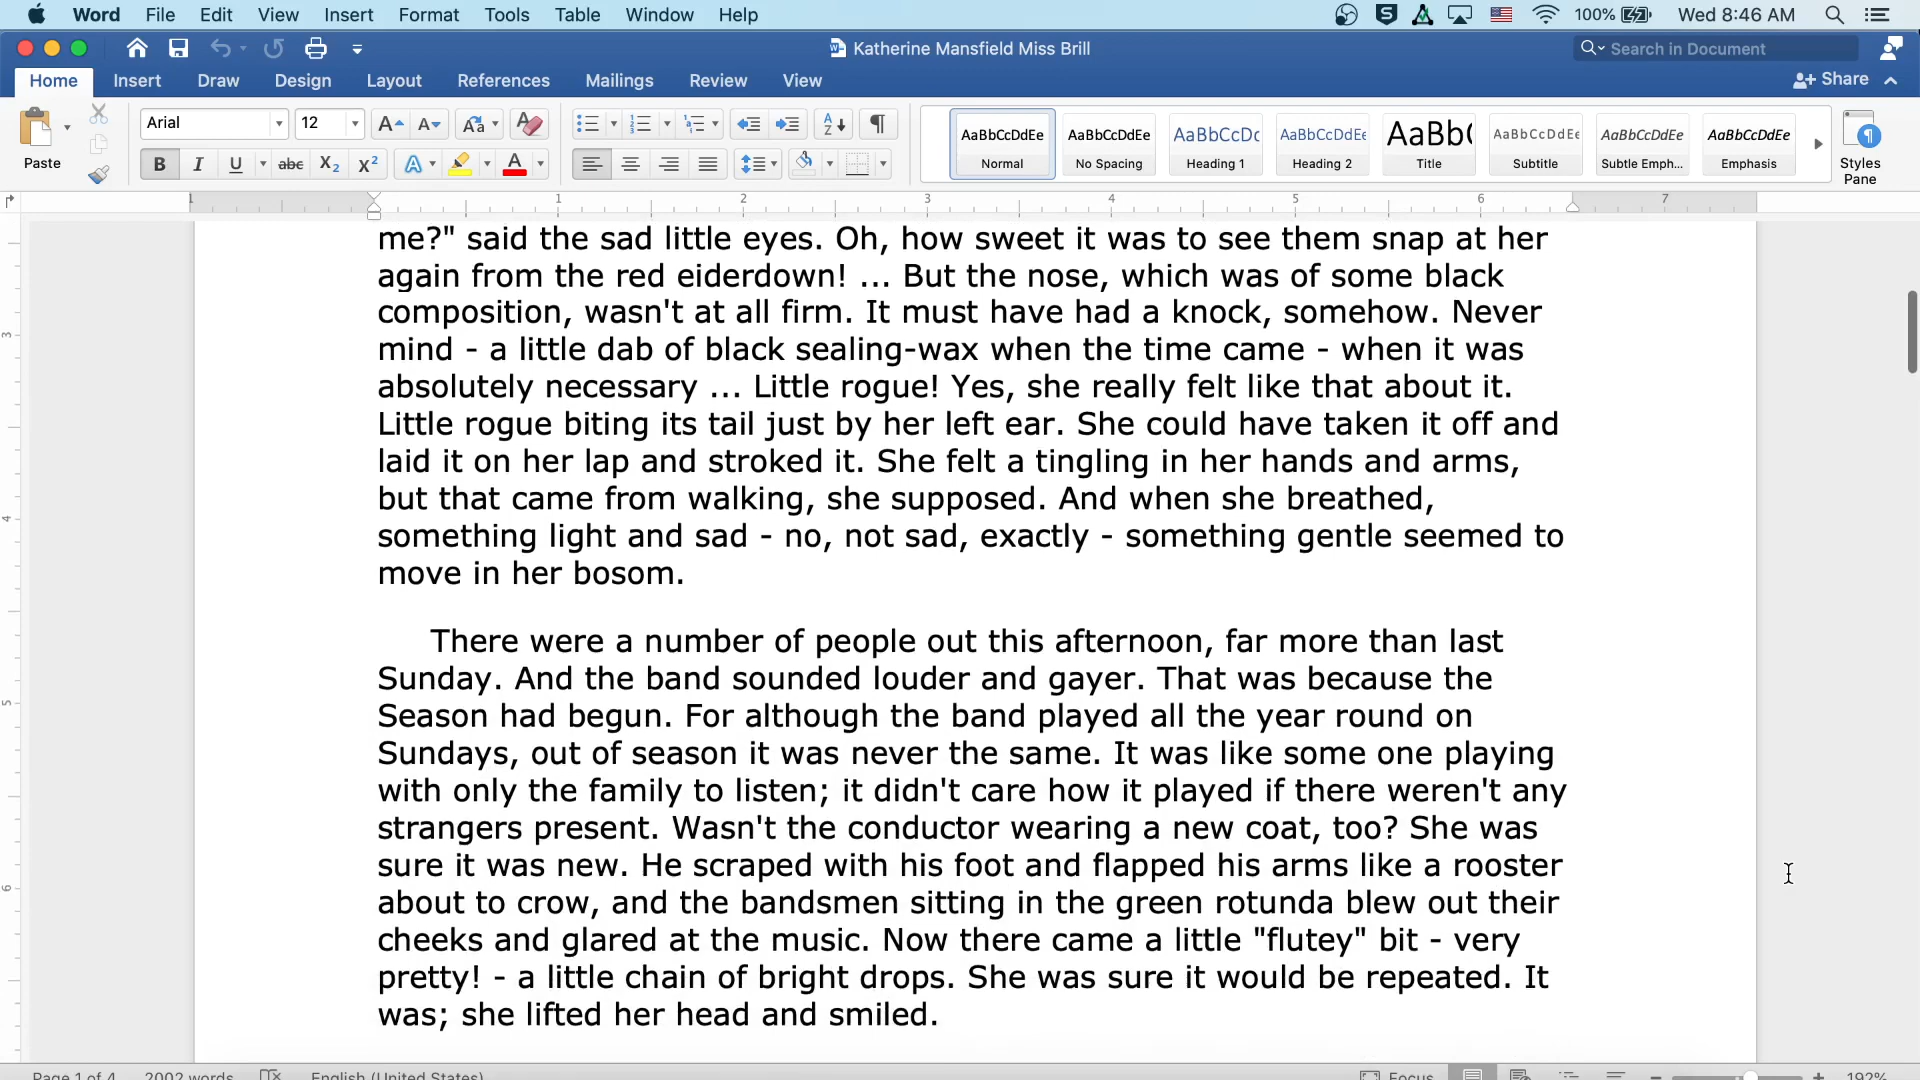 Word File Edit View Insert Format Tools Table Window Help 100% Wed 8:46 AM
Katherine Mansfield Miss Brill Search in Document
Home Insert Draw Design Layout References Mailings Review View Share
Paste
Arial 12
AaBbCcDdEe AaBbCcDdEe AaBbCcDc AaBbCcDdEe AaBb( AaBbCcDdEe AaBbCcDdEe AaBbCcDdEe
Normal No Spacing Heading 1 Heading 2 Title Subtitle Subtle Emph... Emphasis
Styles Pane
1 1 2 3 4 5 6 7
me?" said the sad little eyes. Oh, how sweet it was to see them snap at her
again from the red eiderdown! ... But the nose, which was of some black
composition, wasn't at all firm. It must have had a knock, somehow. Never
mind - a little dab of black sealing-wax when the time came - when it was
absolutely necessary ... Little rogue! Yes, she really felt like that about it.
Little rogue biting its tail just by her left ear. She could have taken it off and
laid it on her lap and stroked it. She felt a tingling in her hands and arms,
but that came from walking, she supposed. And when she breathed,
something light and sad - no, not sad, exactly - something gentle seemed to
move in her bosom.
There were a number of people out this afternoon, far more than last
Sunday. And the band sounded louder and gayer. That was because the
Season had begun. For although the band played all the year round on
Sundays, out of season it was never the same. It was like some one playing
with only the family to listen; it didn't care how it played if there weren't any
strangers present. Wasn't the conductor wearing a new coat, too? She was
sure it was new. He scraped with his foot and flapped his arms like a rooster
about to crow, and the bandsmen sitting in the green rotunda blew out their
cheeks and glared at the music. Now there came a little "flutey" bit - very
pretty! - a little chain of bright drops. She was sure it would be repeated. It
was; she lifted her head and smiled.
Page 1 of 4 2002 words English (United States) Focus 192%